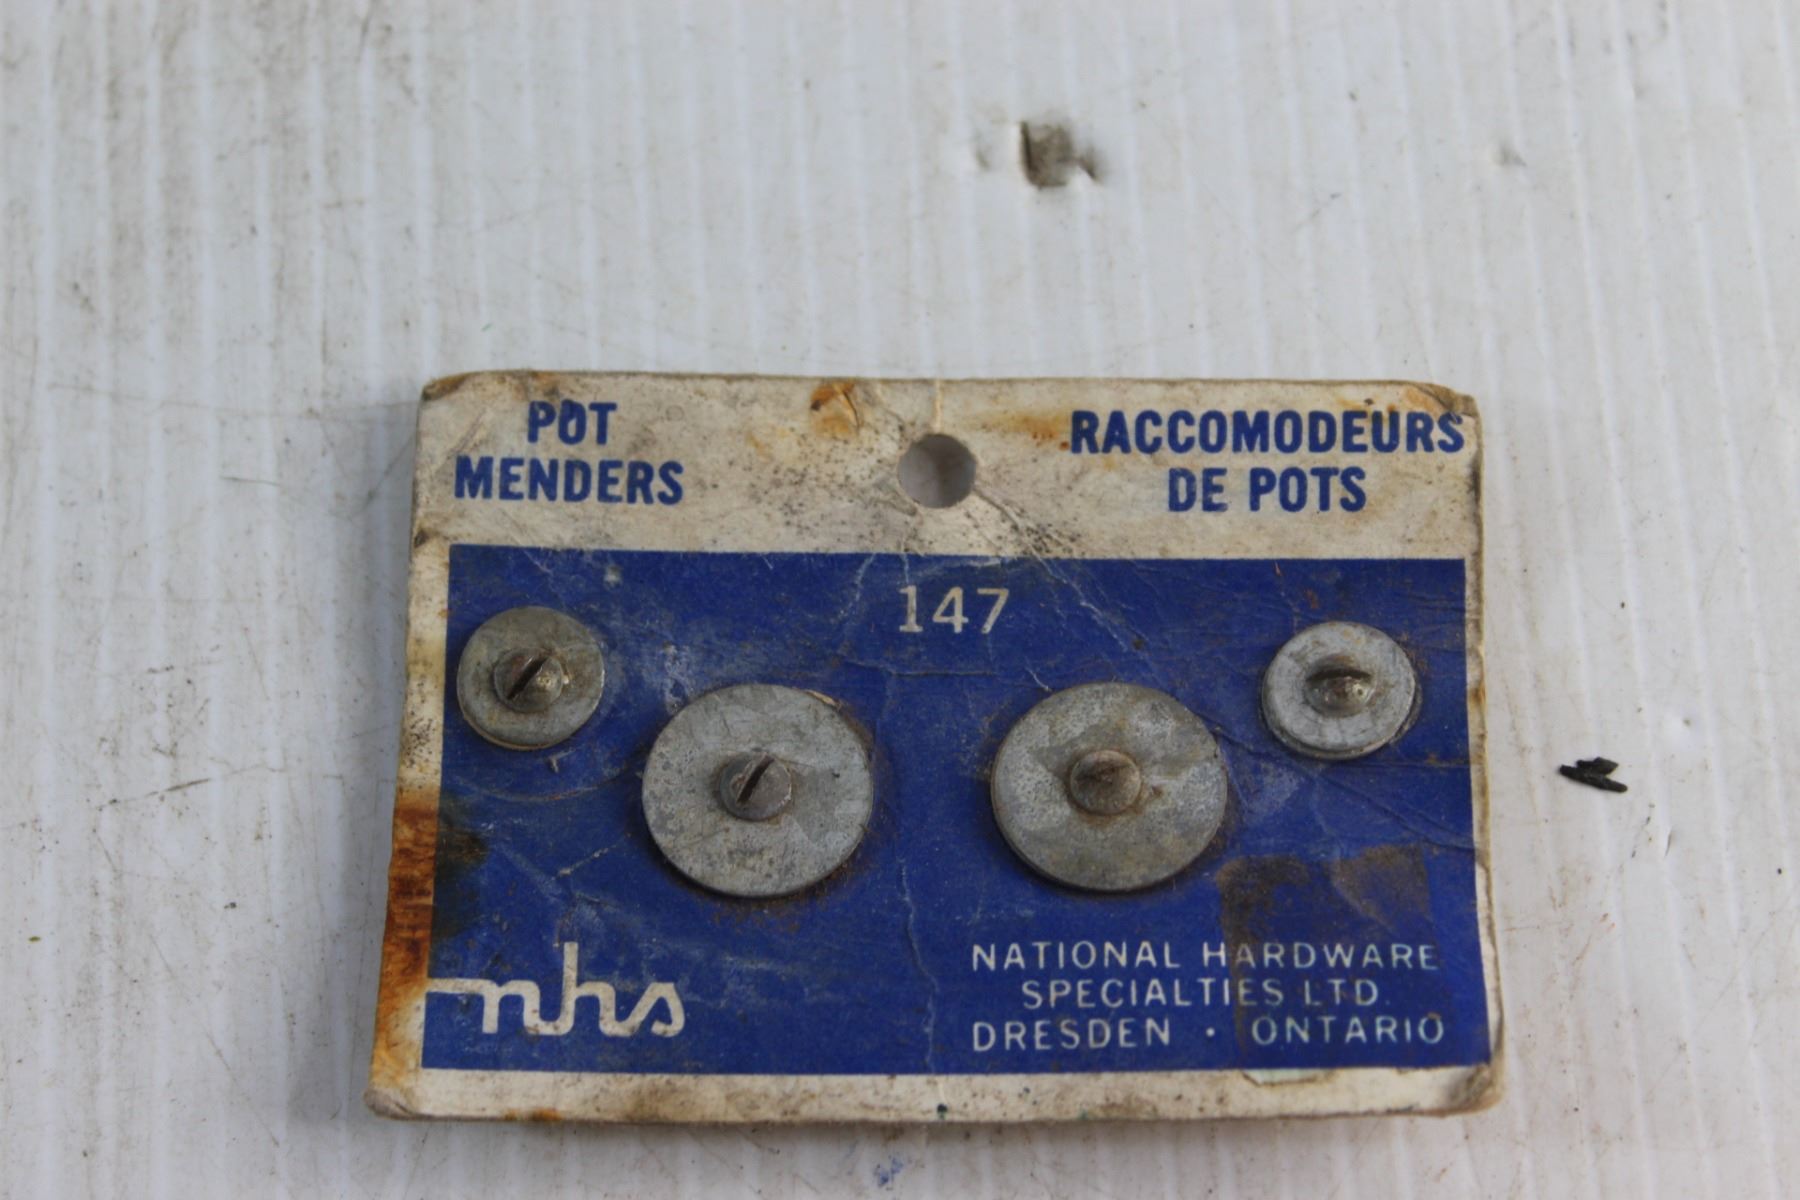 POT
MENDERS
RACCOMODEURS
DE POTS
147
nhs
NATIONAL HARDWARE
SPECIALTIES LTD.
DRESDEN · ONTARIO